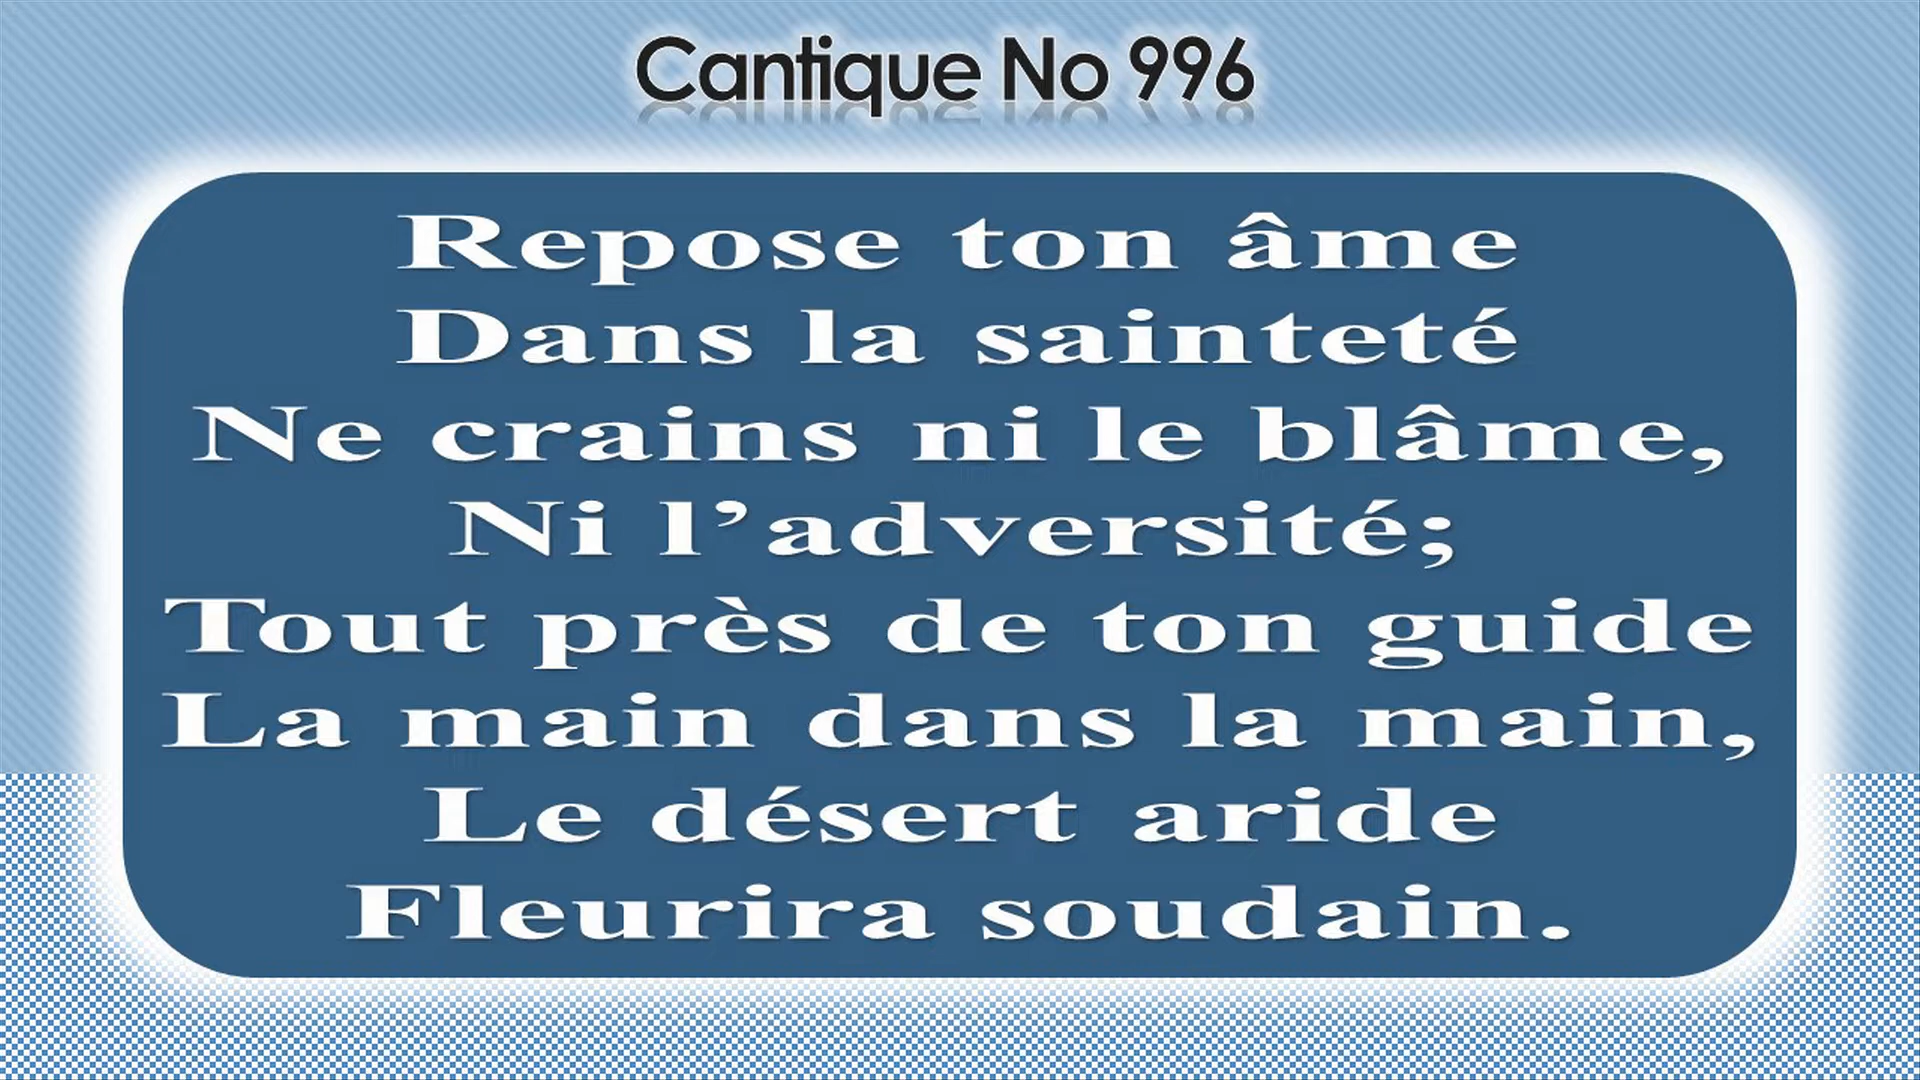 Cantique No 996
Repose ton âme
Dans la sainteté
Ne crains ni le blâme,
Ni l’adversité;
Tout près de ton guide
La main dans la main,
Le désert aride
Fleurira soudain.